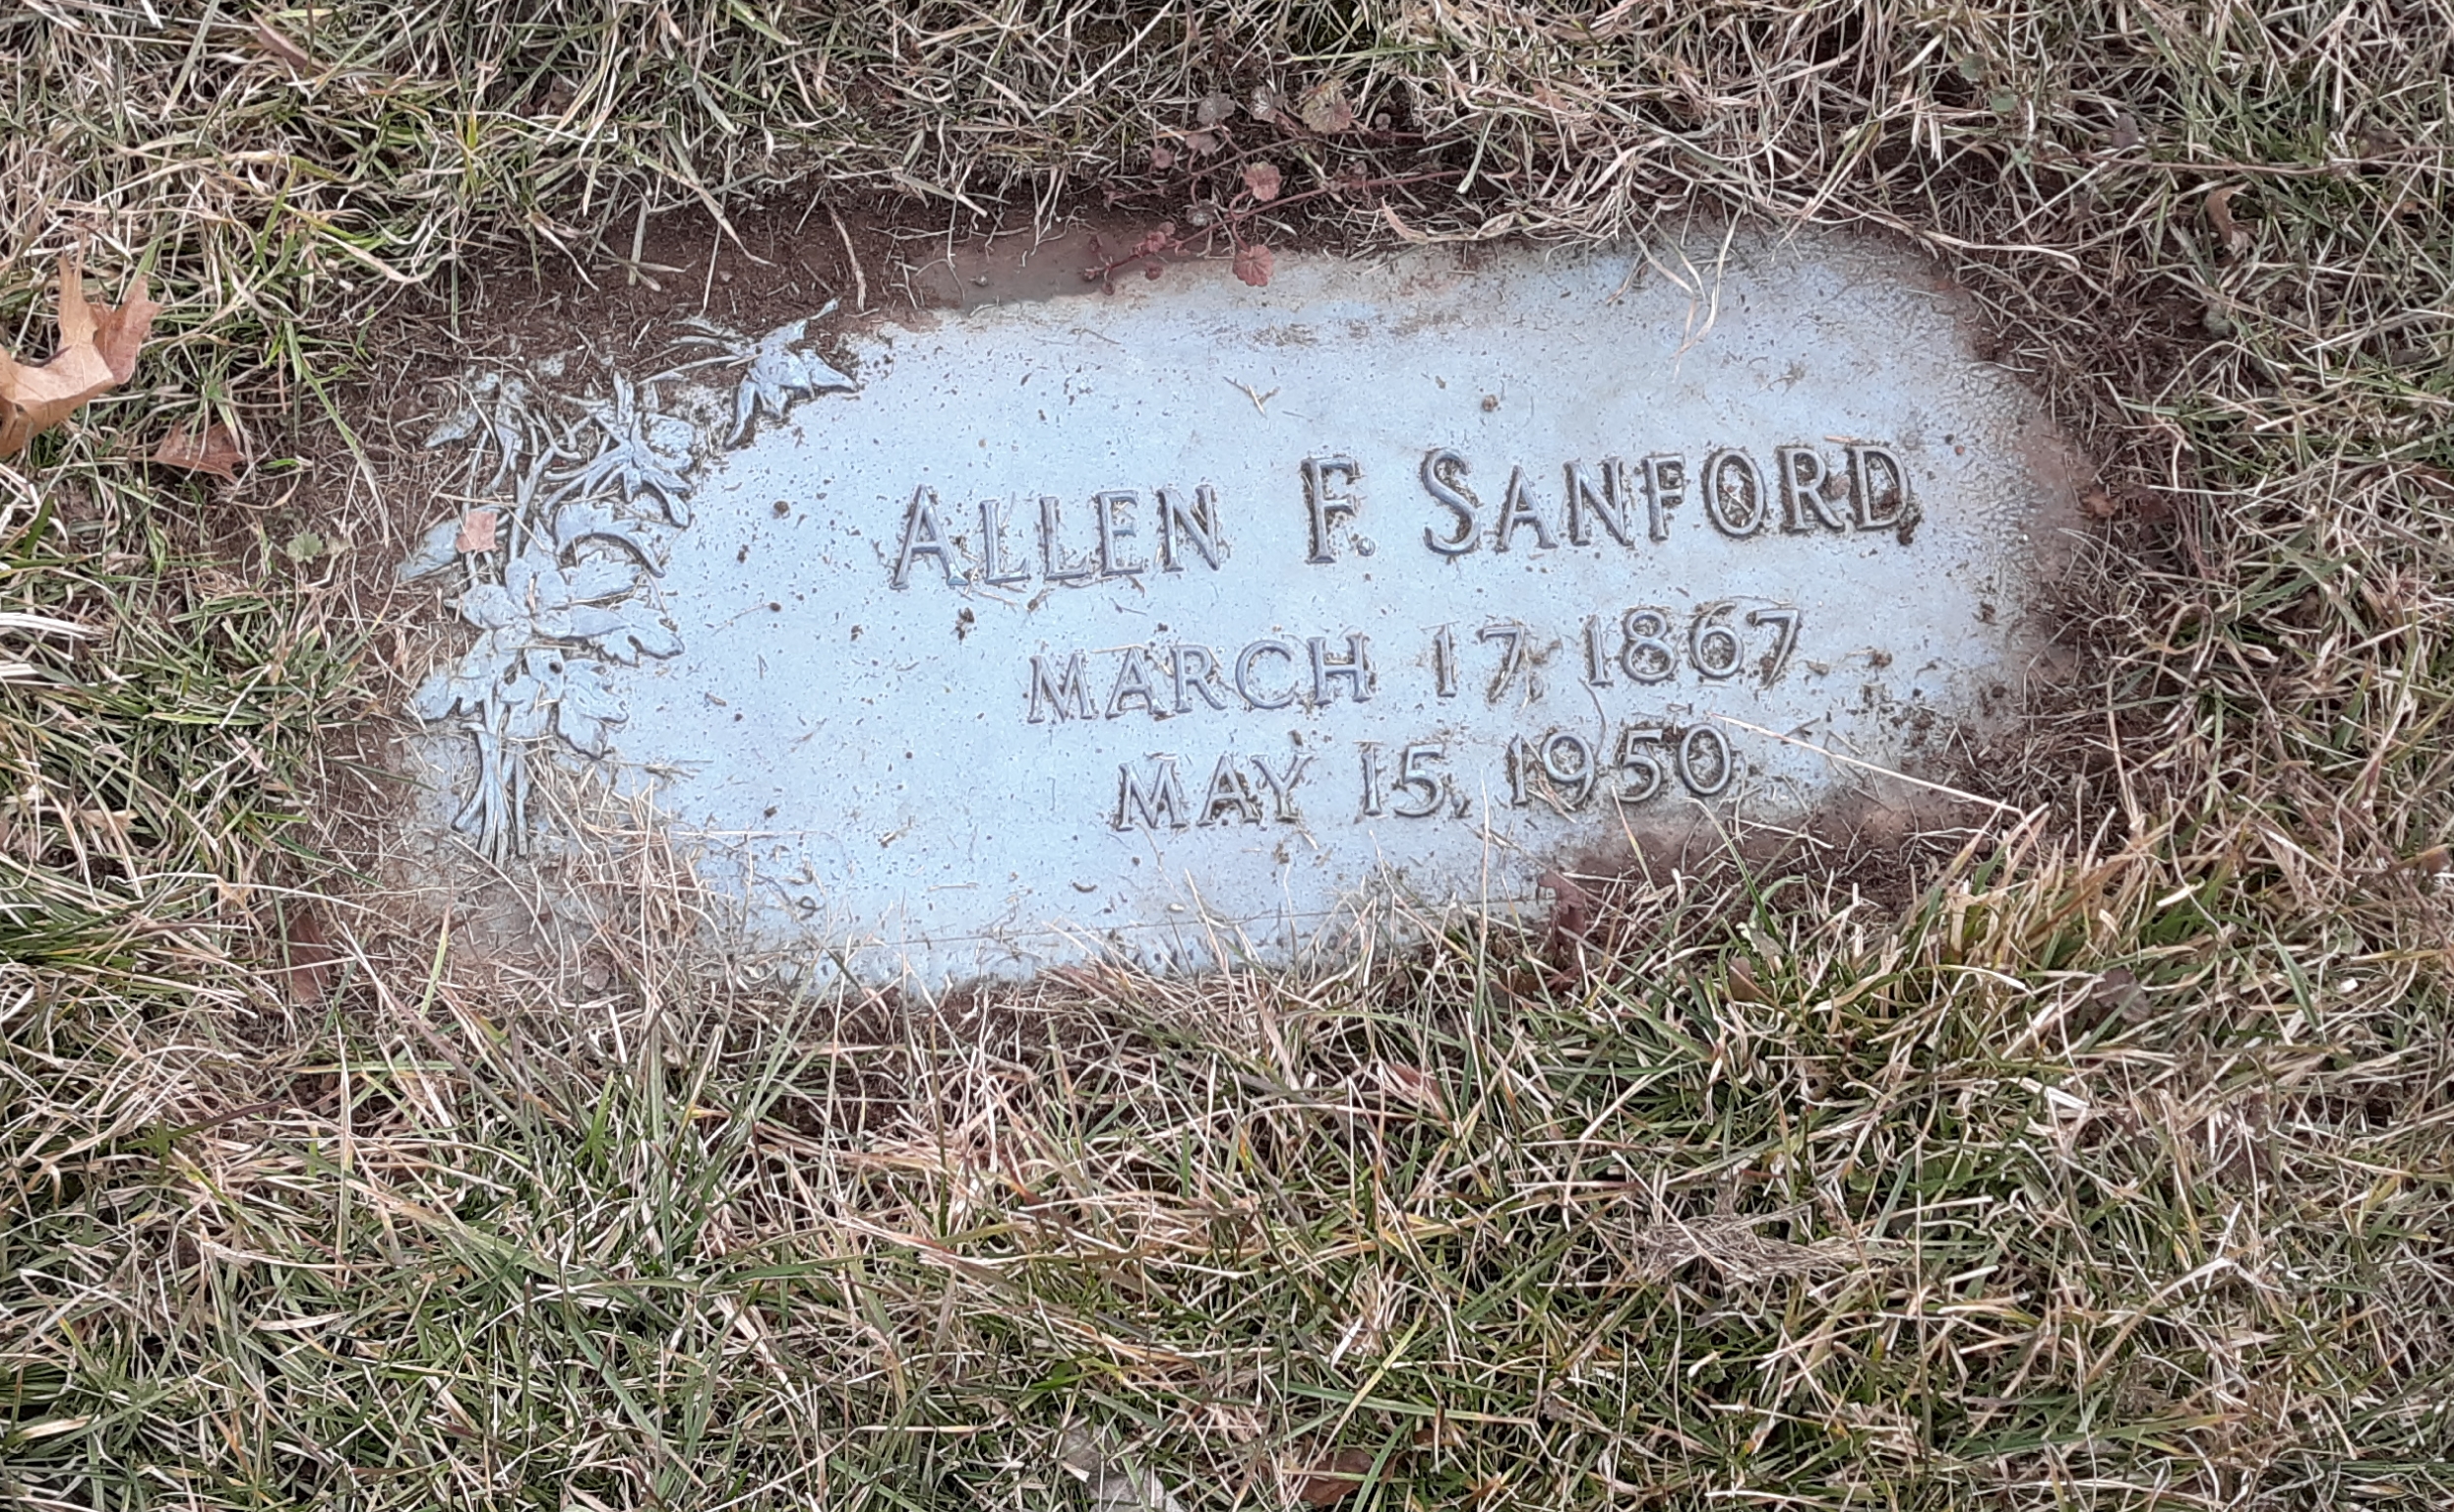 ALLEN F. SANFORD
MARCH 17, 1867
MAY 15, 1950